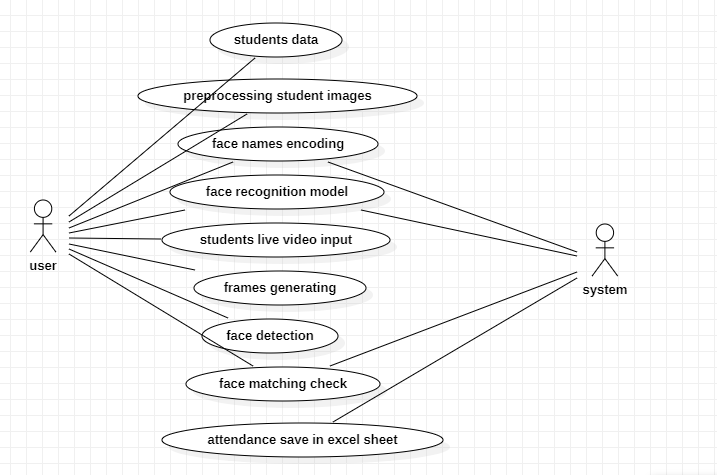 students data
preprocessing student images
face names encoding
face recognition model
students live video input
frames generating
face detection
face matching check
attendance save in excel sheet
user
system